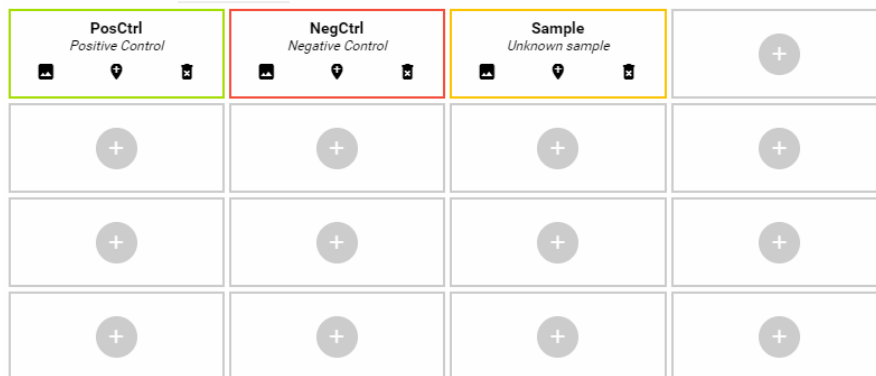 PosCtrl
Positive Control
NegCtrl
Negative Control
Sample
Unknown sample